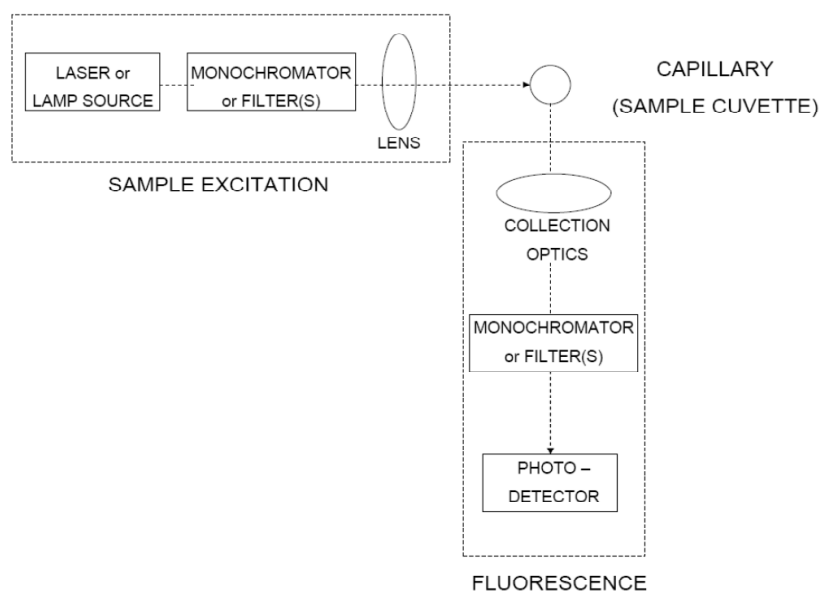 LASER or
LAMP SOURCE
MONOCHROMATOR
or FILTER(S)
LENS
SAMPLE EXCITATION
CAPILLARY
(SAMPLE CUVETTE)
COLLECTION
OPTICS
MONOCHROMATOR
or FILTER(S)
PHOTO –
DETECTOR
FLUORESCENCE